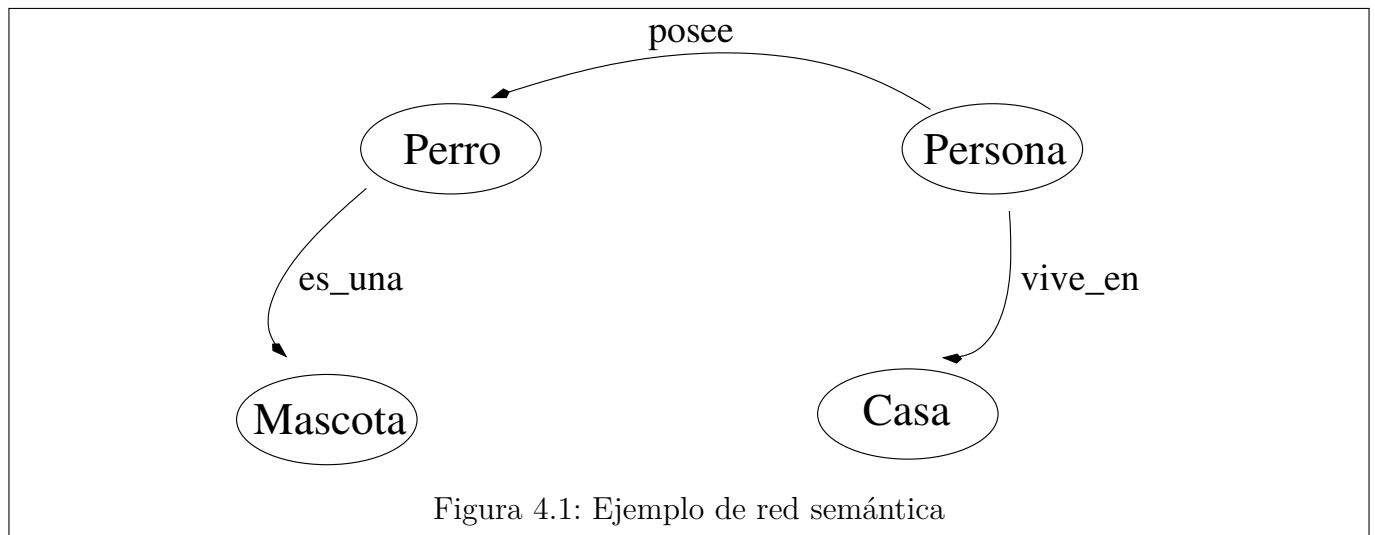 posee
Perro
Persona
es_una
vive_en
Mascota
Casa
Figura 4.1: Ejemplo de red semántica